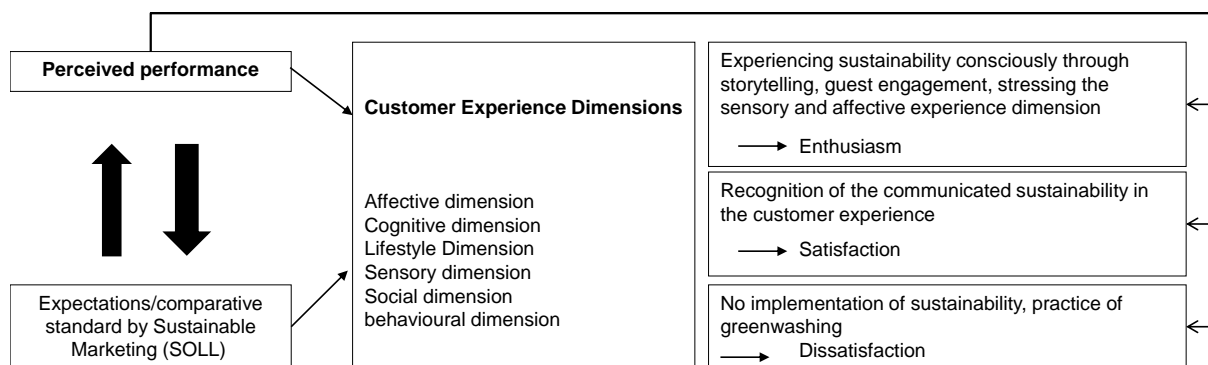 Perceived performance
Expectations/comparative
standard by Sustainable
Marketing (SOLL)
Customer Experience Dimensions
Affective dimension
Cognitive dimension
Lifestyle Dimension
Sensory dimension
Social dimension
behavioural dimension
Experiencing sustainability consciously through
storytelling, guest engagement, stressing the
sensory and affective experience dimension
Enthusiasm
Recognition of the communicated sustainability in
the customer experience
Satisfaction
No implementation of sustainability, practice of
greenwashing
Dissatisfaction